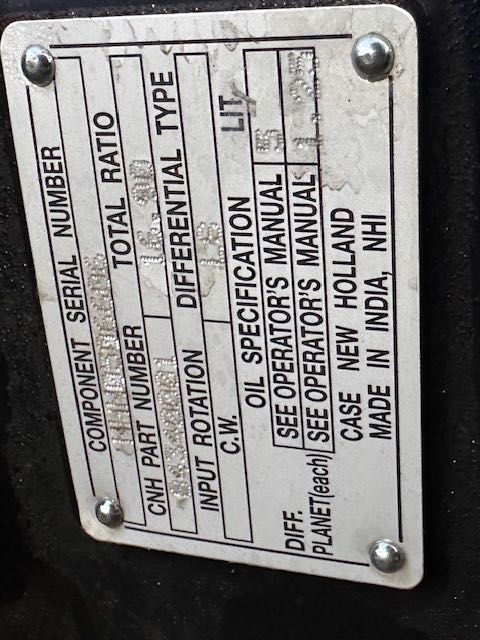 COMPONENT SERIAL NUMBER
CNH PART NUMBER TOTAL RATIO
INPUT ROTATION DIFFERENTIAL TYPE
C.W.
OIL SPECIFICATION LIT
DIFF. SEE OPERATOR'S MANUAL
PLANET(each) SEE OPERATOR'S MANUAL
CASE NEW HOLLAND
MADE IN INDIA, NHI